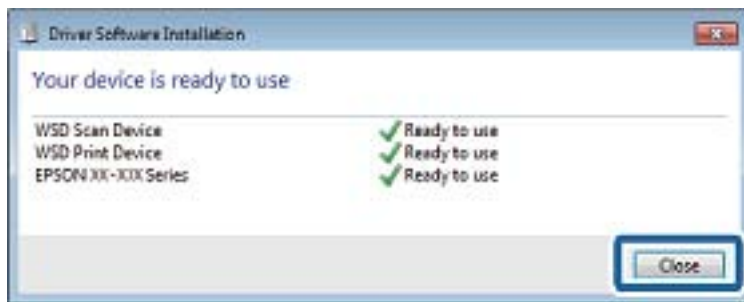 Driver Software Installation
Your device is ready to use
WSD Scan Device Ready to use
WSD Print Device Ready to use
EPSON XX-XXX Series Ready to use
Close